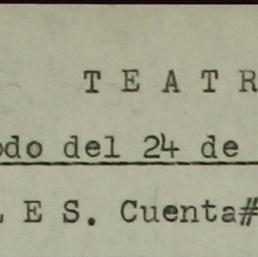 T E A T R
odo del 24 de
L E S. Cuenta#